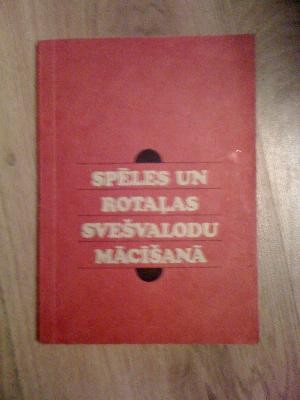 SPĒLES UN
ROTAĻAS
SVEŠVALODU
MĀCĪŠANĀ